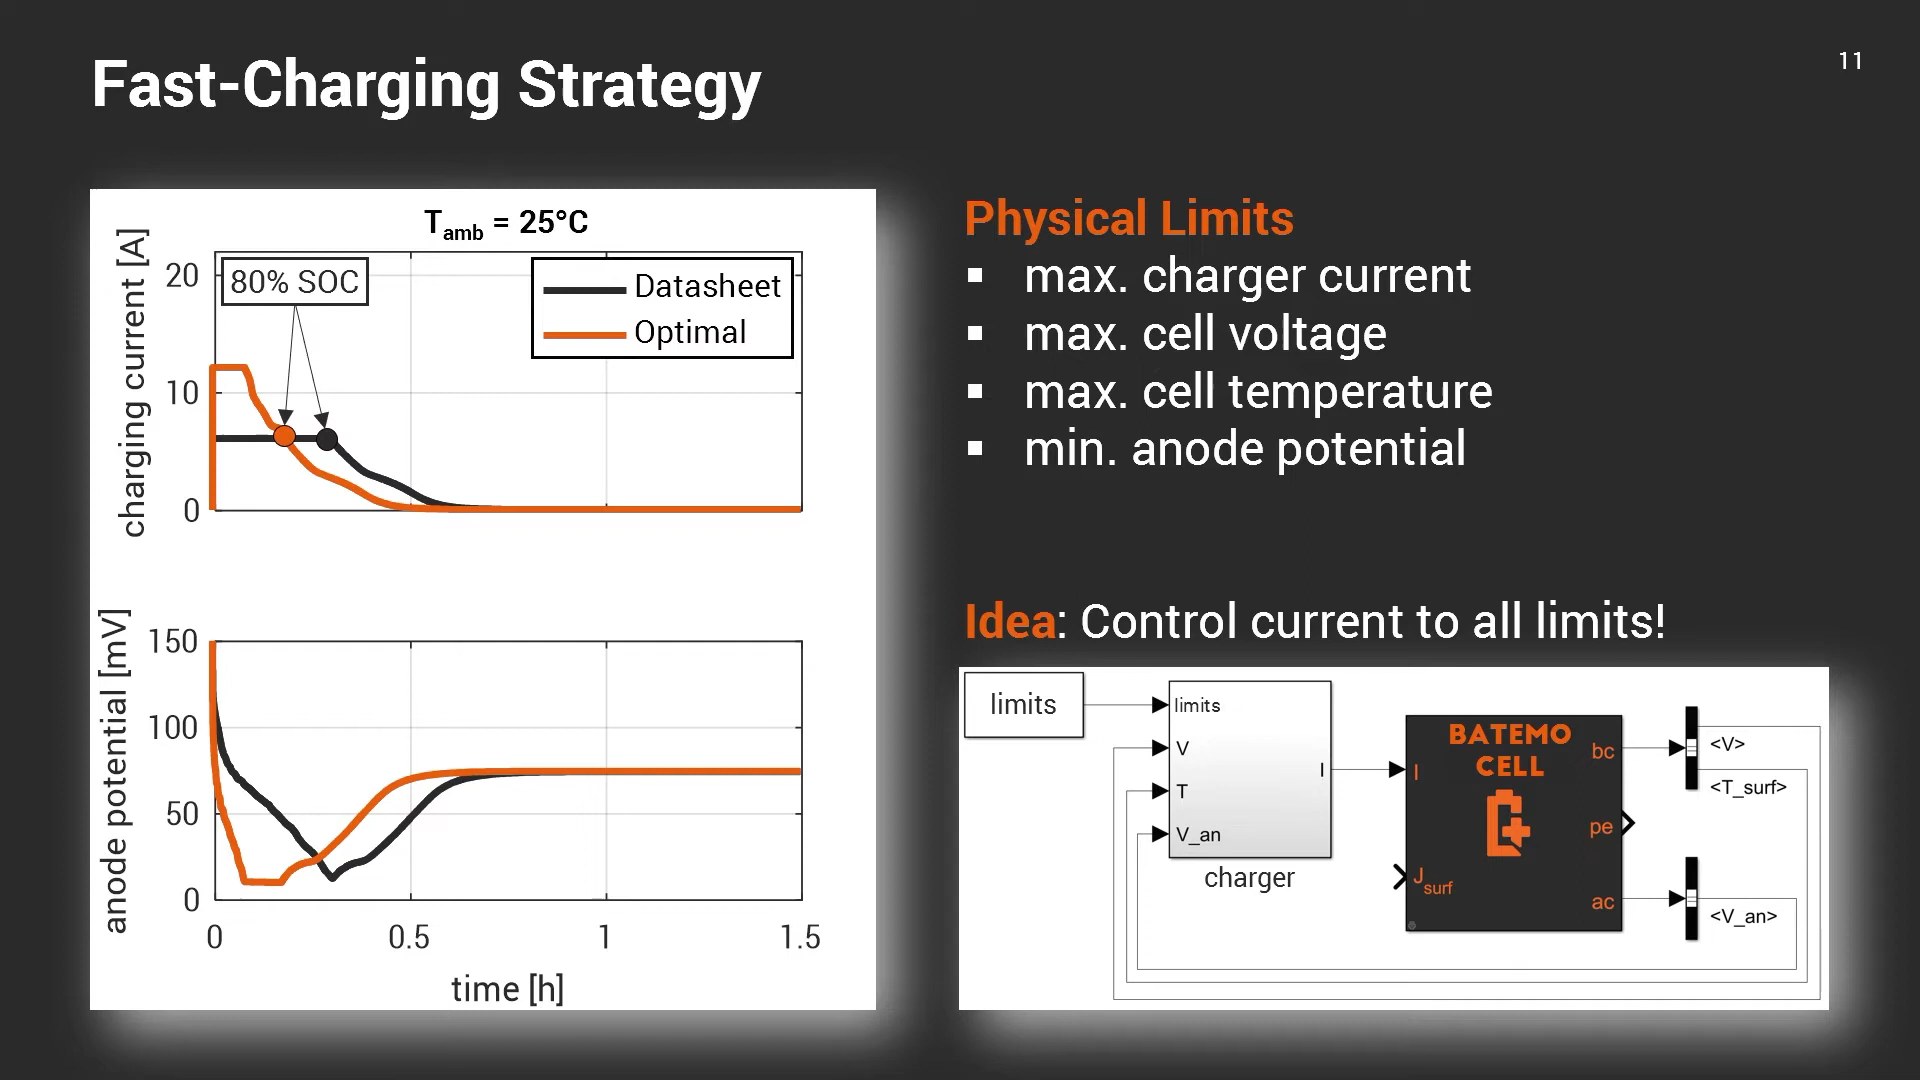 Fast-Charging Strategy
11
T_amb = 25°C
charging current [A]
20
10
0
80% SOC
Datasheet
Optimal
anode potential [mV]
150
100
50
0
0 0.5 1 1.5
time [h]
Physical Limits
▪ max. charger current
▪ max. cell voltage
▪ max. cell temperature
▪ min. anode potential
Idea: Control current to all limits!
limits
limits
V
T
V_an
I
charger
BATEMO
CELL
I
J_surf
bc
pe
ac
<V>
<T_surf>
<V_an>